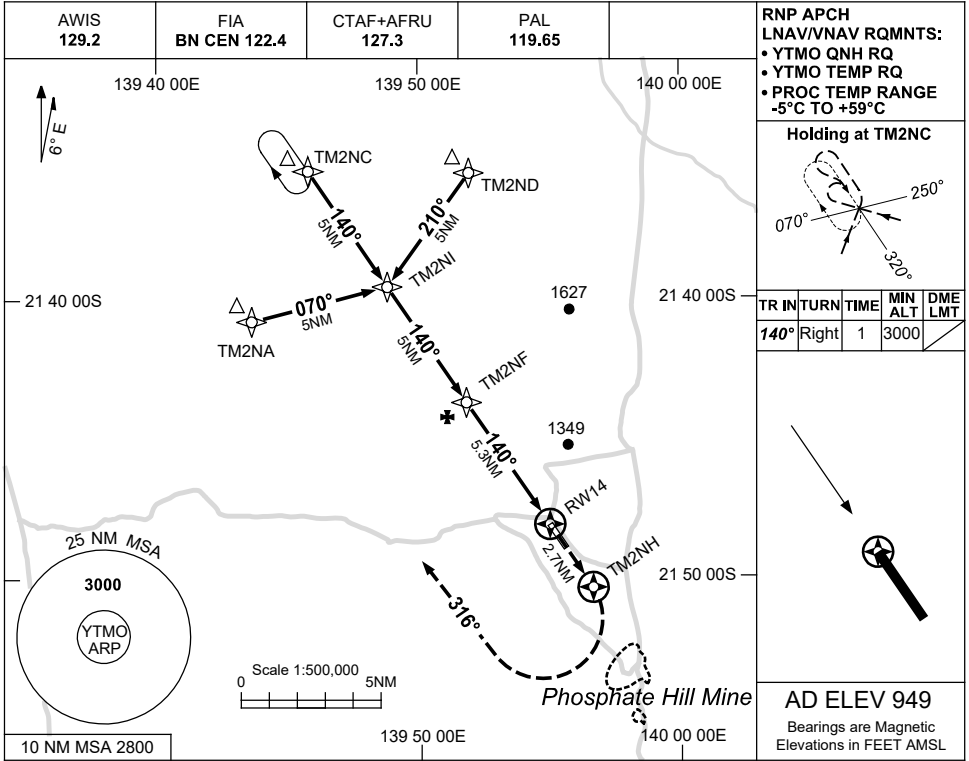 AWIS
129.2
FIA
BN CEN 122.4
CTAF+AFRU
127.3
PAL
119.65
RNP APCH
LNAV/VNAV RQMNTS:
• YTMO QNH RQ
• YTMO TEMP RQ
• PROC TEMP RANGE
-5°C TO +59°C
139 40 00E
139 50 00E
140 00 00E
6° E
Holding at TM2NC
250°
070°
320°
TM2NC
TM2ND
140°
5NM
210°
5NM
TM2NI
21 40 00S
070°
5NM
TM2NA
1627
21 40 00S
TR IN TURN TIME MIN ALT DME LMT
140° Right 1 3000
140°
5NM
TM2NF
1349
140°
5.3NM
RW14
2.7NM
TM2NH
25 NM MSA
3000
YTMO
ARP
21 50 00S
316°
Scale 1:500,000
0 5NM
Phosphate Hill Mine
10 NM MSA 2800
139 50 00E
140 00 00E
AD ELEV 949
Bearings are Magnetic
Elevations in FEET AMSL